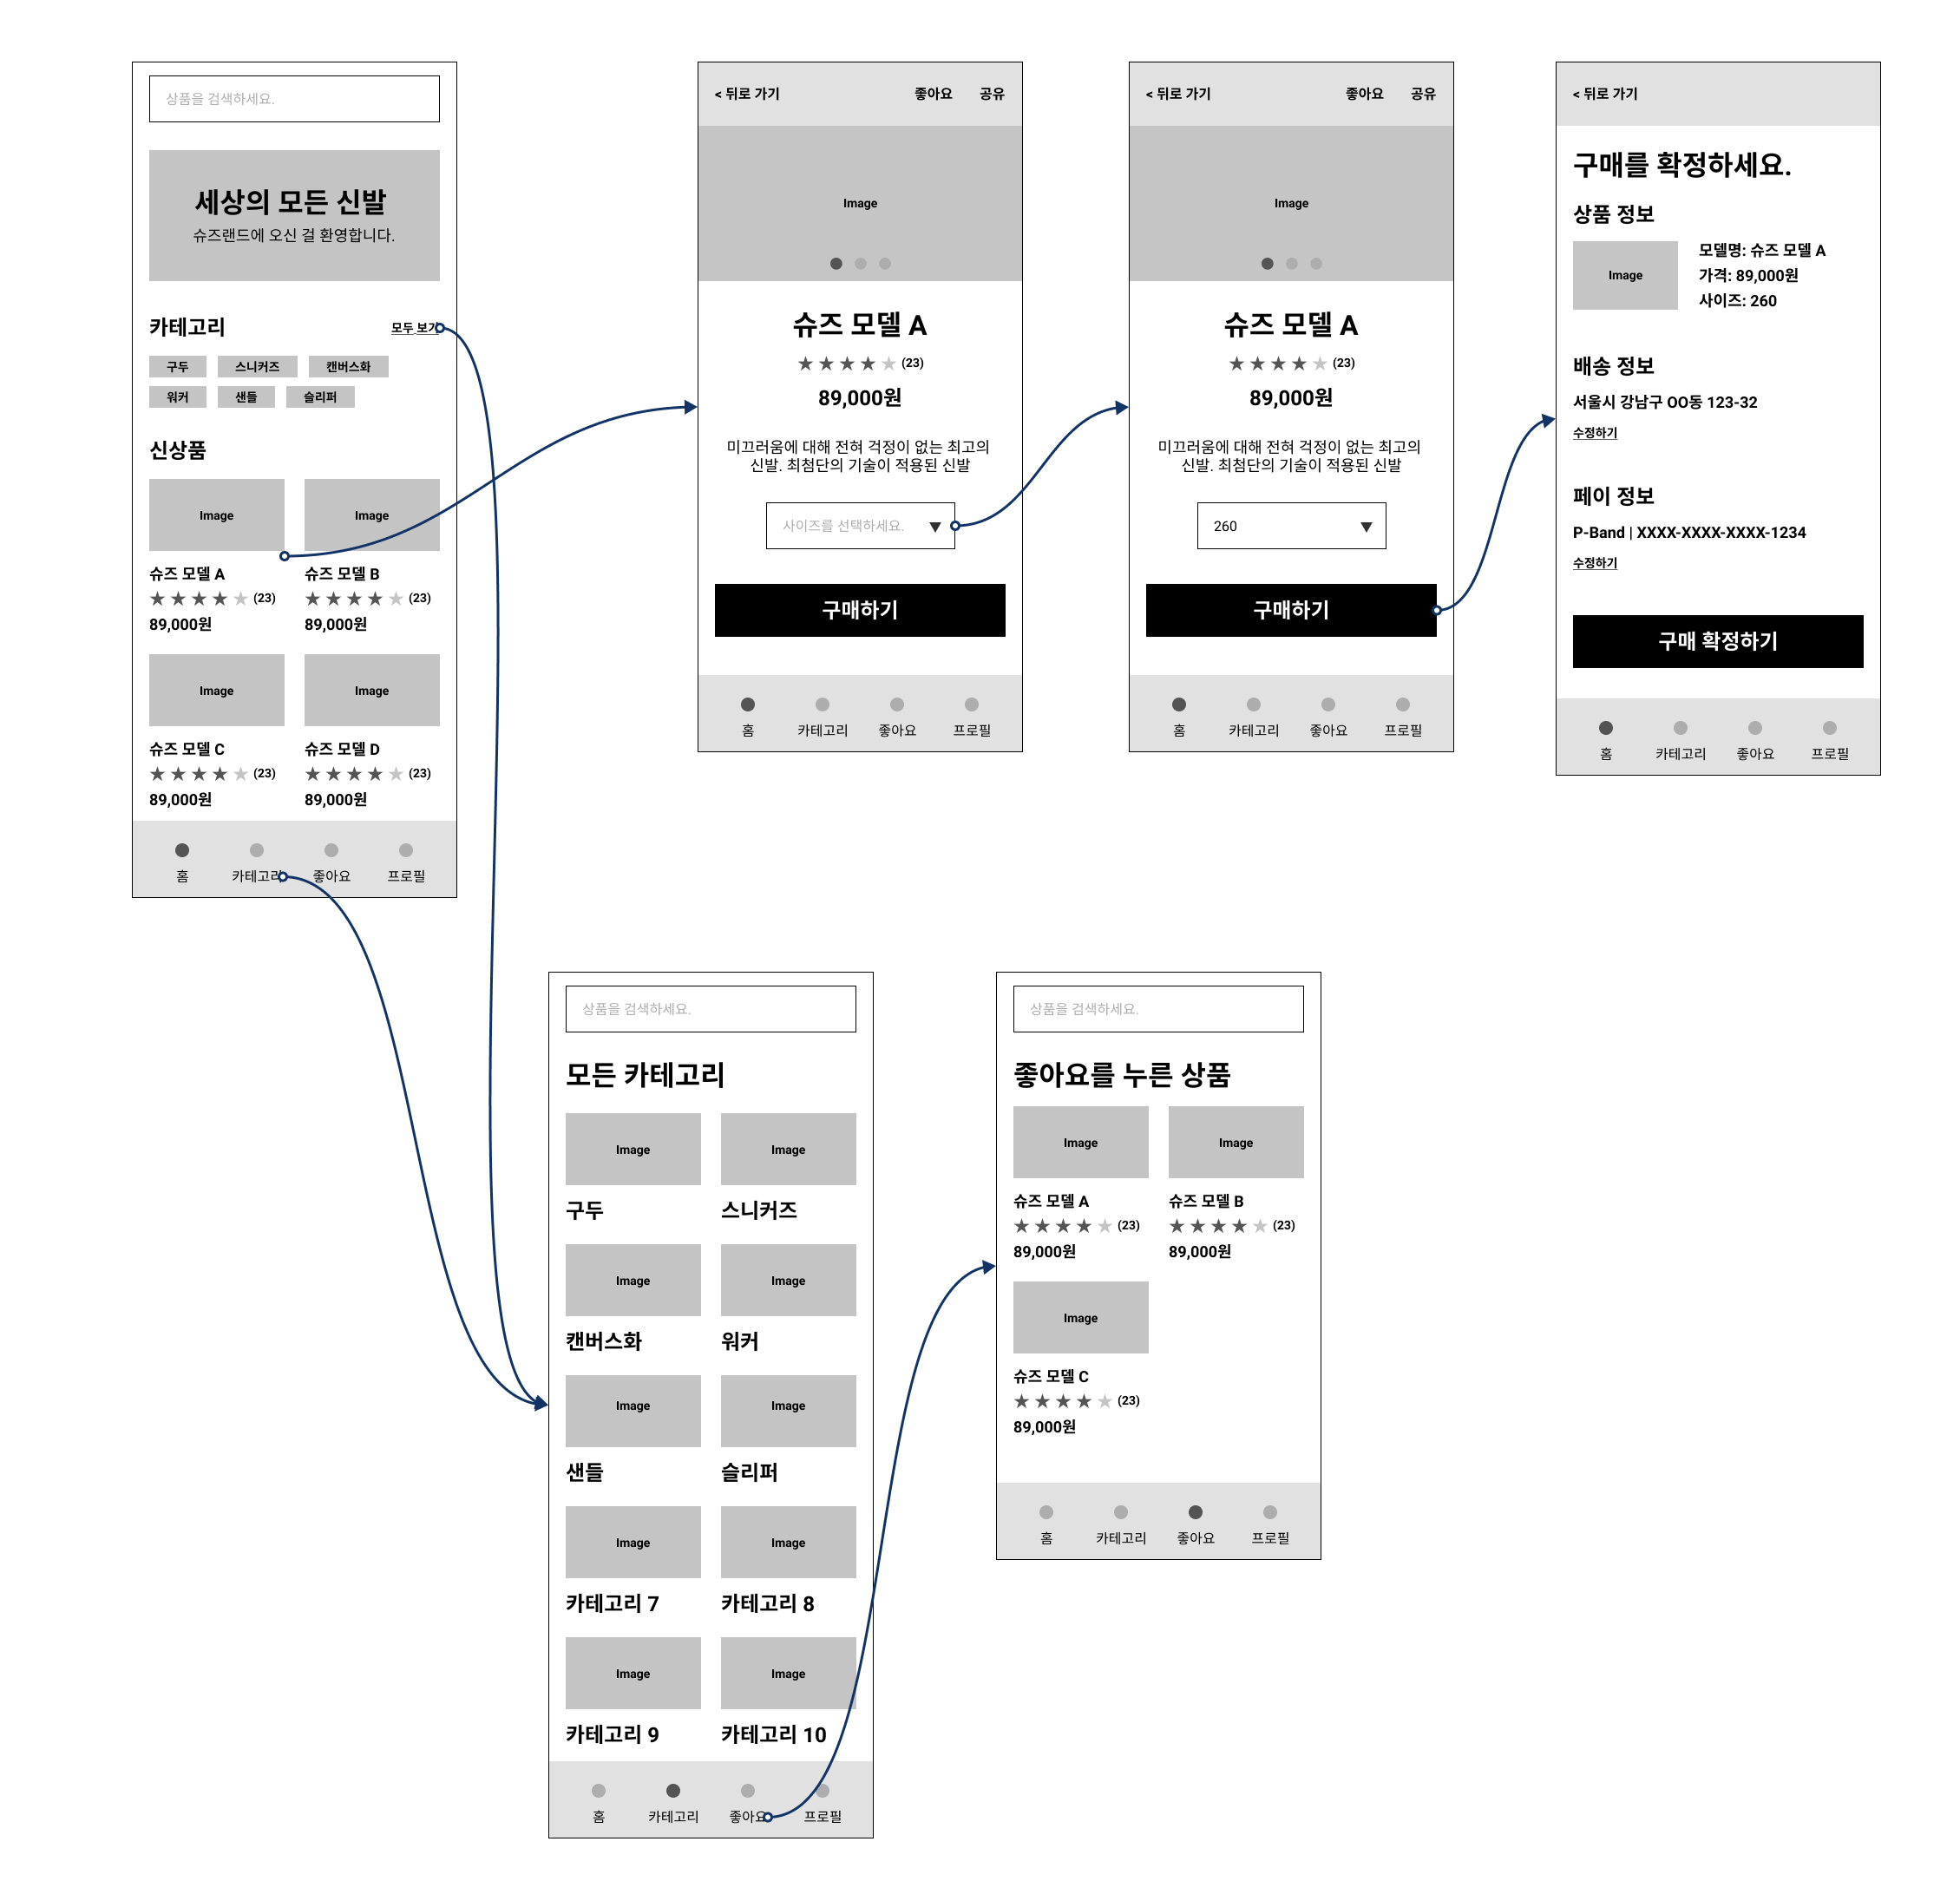 상품을 검색하세요.
세상의 모든 신발
슈즈랜드에 오신 걸 환영합니다.
카테고리 모두 보기
구두 스니커즈 캔버스화
워커 샌들 슬리퍼
신상품
Image Image
슈즈 모델 A 슈즈 모델 B
★★★★★ (23) ★★★★★ (23)
89,000원 89,000원
Image Image
슈즈 모델 C 슈즈 모델 D
★★★★★ (23) ★★★★★ (23)
89,000원 89,000원
홈 카테고리 좋아요 프로필
< 뒤로 가기 좋아요 공유
Image
슈즈 모델 A
★★★★★ (23)
89,000원
미끄러움에 대해 전혀 걱정이 없는 최고의
신발. 최첨단의 기술이 적용된 신발
사이즈를 선택하세요. ▼
구매하기
홈 카테고리 좋아요 프로필
< 뒤로 가기 좋아요 공유
Image
슈즈 모델 A
★★★★★ (23)
89,000원
미끄러움에 대해 전혀 걱정이 없는 최고의
신발. 최첨단의 기술이 적용된 신발
260 ▼
구매하기
홈 카테고리 좋아요 프로필
< 뒤로 가기
구매를 확정하세요.
상품 정보
Image
모델명: 슈즈 모델 A
가격: 89,000원
사이즈: 260
배송 정보
서울시 강남구 OO동 123-32
수정하기
페이 정보
P-Band | XXXX-XXXX-XXXX-1234
수정하기
구매 확정하기
홈 카테고리 좋아요 프로필
상품을 검색하세요.
모든 카테고리
Image Image
구두 스니커즈
Image Image
캔버스화 워커
Image Image
샌들 슬리퍼
Image Image
카테고리 7 카테고리 8
Image Image
카테고리 9 카테고리 10
홈 카테고리 좋아요 프로필
상품을 검색하세요.
좋아요를 누른 상품
Image Image
슈즈 모델 A 슈즈 모델 B
★★★★★ (23) ★★★★★ (23)
89,000원 89,000원
Image
슈즈 모델 C
★★★★★ (23)
89,000원
홈 카테고리 좋아요 프로필